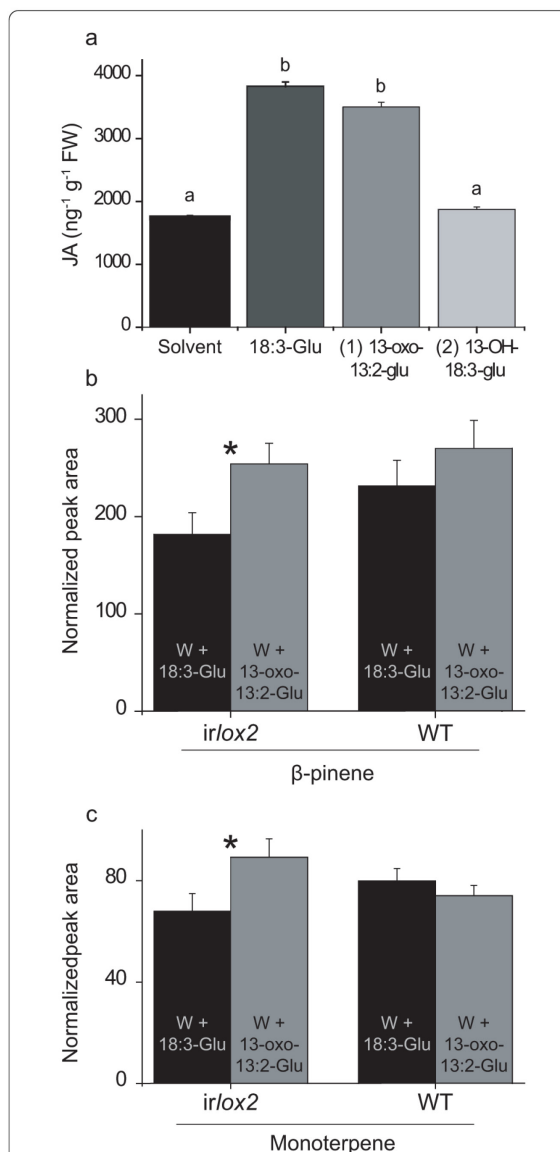 a
4000
3000
2000
1000
0
JA (ng⁻¹ g⁻¹ FW)
a
b
b
a
Solvent
18:3-Glu
(1) 13-oxo-
13:2-glu
(2) 13-OH-
18:3-glu
b
300
200
100
0
Normalized peak area
*
W +
18:3-Glu
W +
13-oxo-
13:2-Glu
W +
18:3-Glu
W +
13-oxo-
13:2-Glu
irlox2
WT
β-pinene
c
80
40
0
Normalizedpeak area
*
W +
18:3-Glu
W +
13-oxo-
13:2-Glu
W +
18:3-Glu
W +
13-oxo-
13:2-Glu
irlox2
WT
Monoterpene